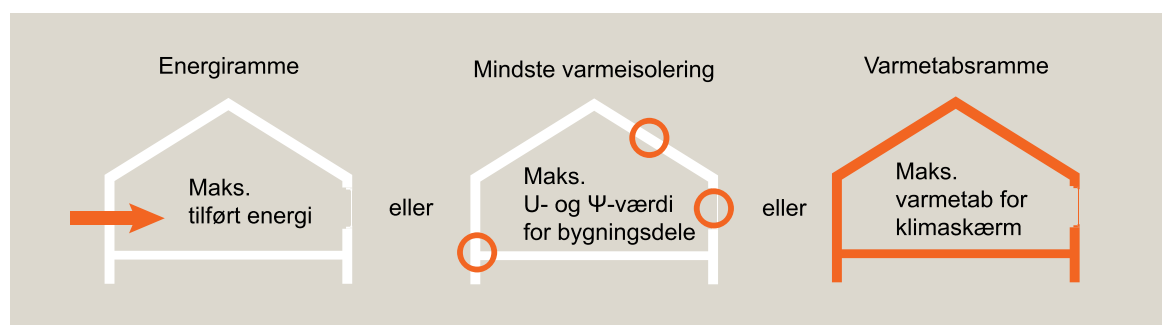 Energiramme
Maks.
tilført energi
eller
Mindste varmeisolering
Maks.
U- og Ψ-værdi
for bygningsdele
eller
Varmetabsramme
Maks.
varmetab for
klimaskærm